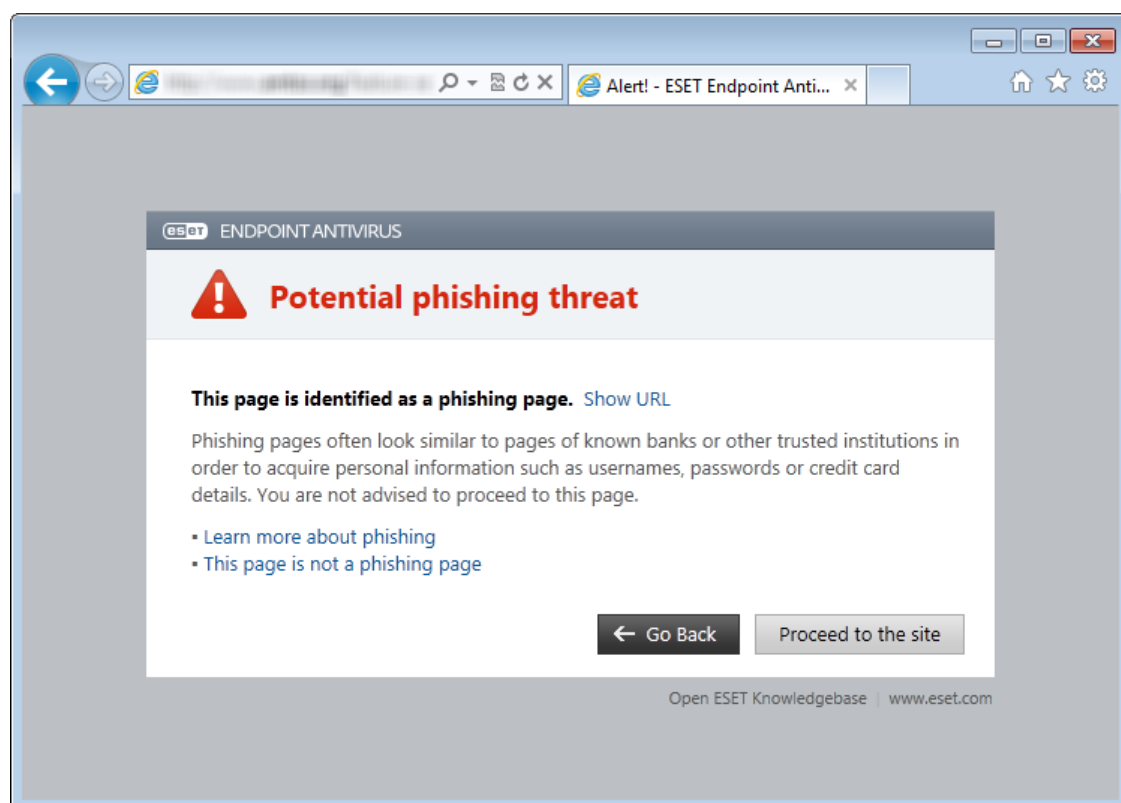 Alert! - ESET Endpoint Anti...
eset ENDPOINT ANTIVIRUS
Potential phishing threat
This page is identified as a phishing page. Show URL
Phishing pages often look similar to pages of known banks or other trusted institutions in
order to acquire personal information such as usernames, passwords or credit card
details. You are not advised to proceed to this page.
▪ Learn more about phishing
▪ This page is not a phishing page
← Go Back Proceed to the site
Open ESET Knowledgebase | www.eset.com